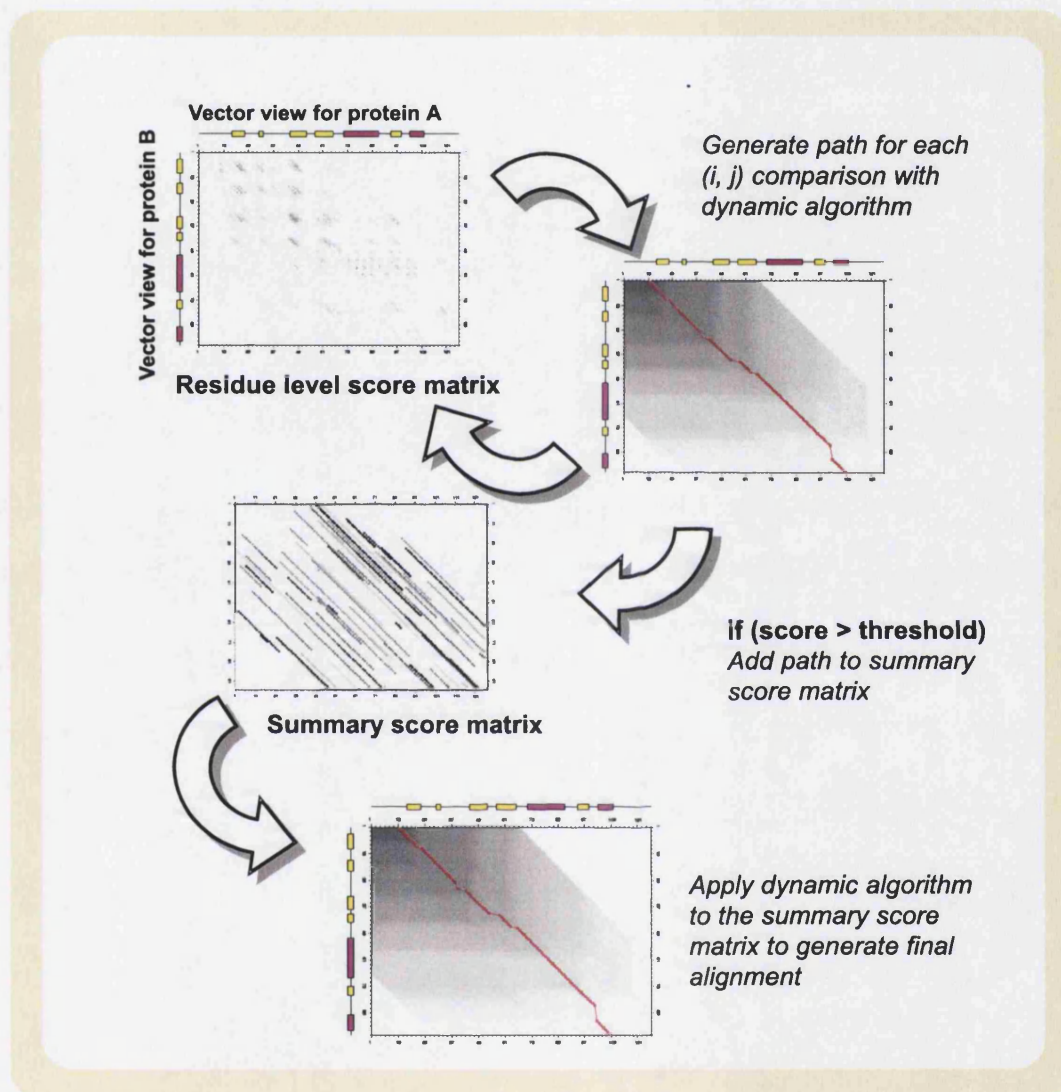 Vector view for protein A
Vector view for protein B
Generate path for each
(i, j) comparison with
dynamic algorithm
Residue level score matrix
if (score > threshold)
Add path to summary
score matrix
Summary score matrix
Apply dynamic algorithm
to the summary score
matrix to generate final
alignment